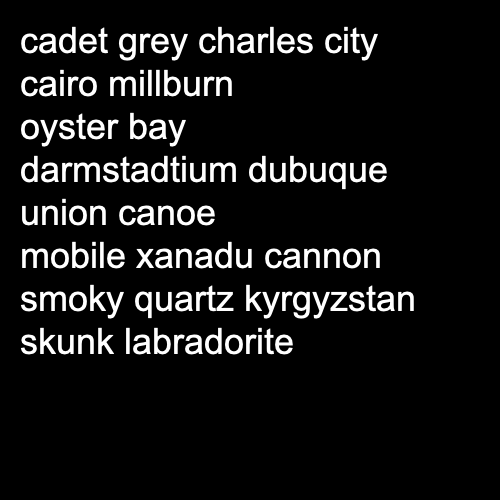 cadet grey charles city
cairo millburn
oyster bay
darmstadtium dubuque
union canoe
mobile xanadu cannon
smoky quartz kyrgyzstan
skunk labradorite